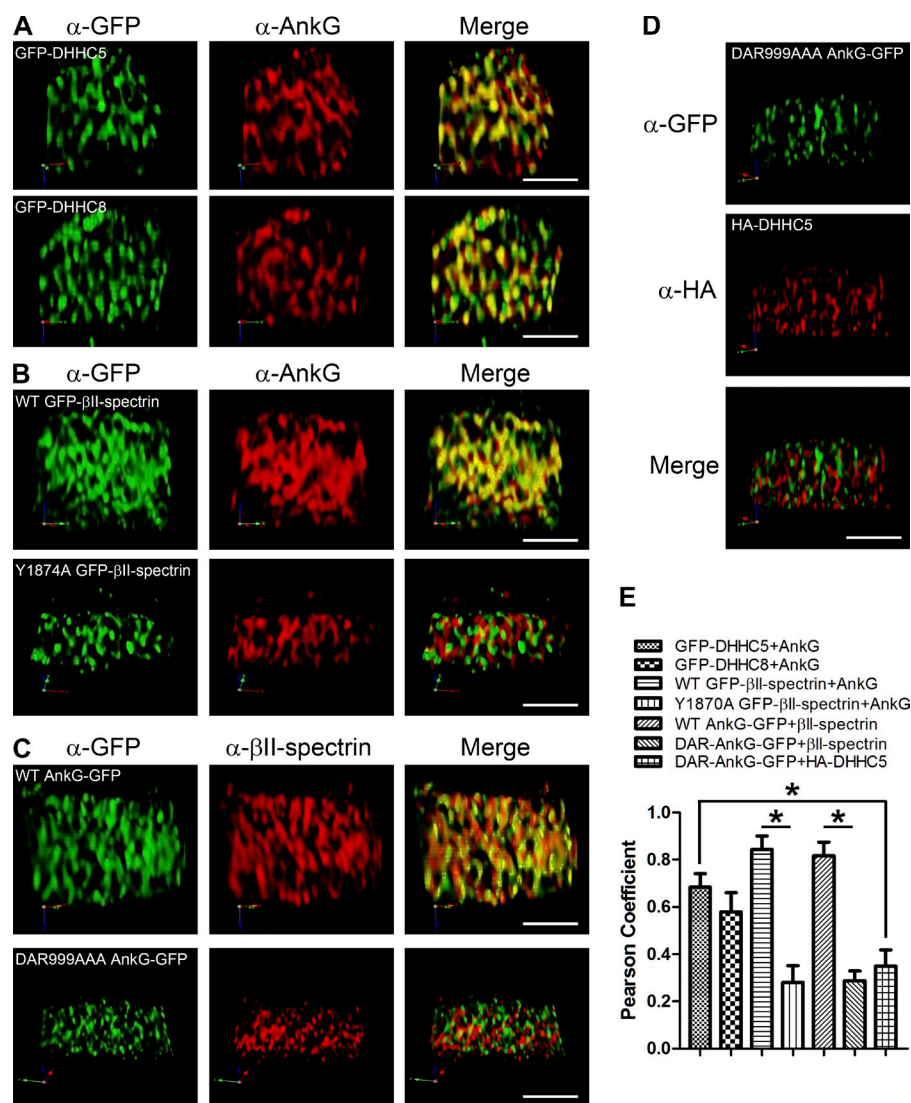 A
α-GFP α-AnkG Merge
GFP-DHHC5
GFP-DHHC8
B
α-GFP α-AnkG Merge
WT GFP-βII-spectrin
Y1874A GFP-βII-spectrin
C
α-GFP α-βII-spectrin Merge
WT AnkG-GFP
DAR999AAA AnkG-GFP
D
DAR999AAA AnkG-GFP
α-GFP
HA-DHHC5
α-HA
Merge
E
GFP-DHHC5+AnkG
GFP-DHHC8+AnkG
WT GFP-βII-spectrin+AnkG
Y1870A GFP-βII-spectrin+AnkG
WT AnkG-GFP+βII-spectrin
DAR-AnkG-GFP+βII-spectrin
DAR-AnkG-GFP+HA-DHHC5
*
* *
Pearson Coefficient
1.0
0.8
0.6
0.4
0.2
0.0